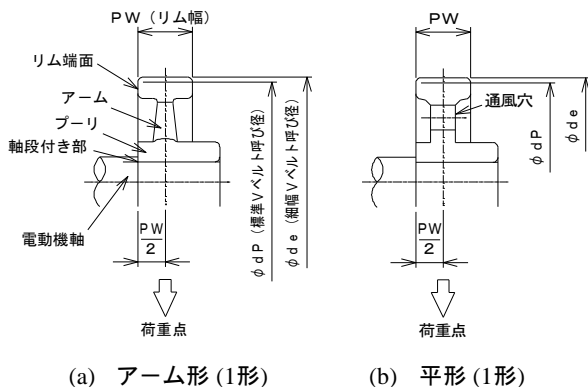 PW (リム幅)
リム端面
アーム
プーリ
軸段付き部
電動機軸
PW
2
φdP (標準Vベルト呼び径)
φde (細幅Vベルト呼び径)
荷重点
(a) アーム形 (1形)
PW
通風穴
φdP
φde
PW
2
荷重点
(b) 平形 (1形)